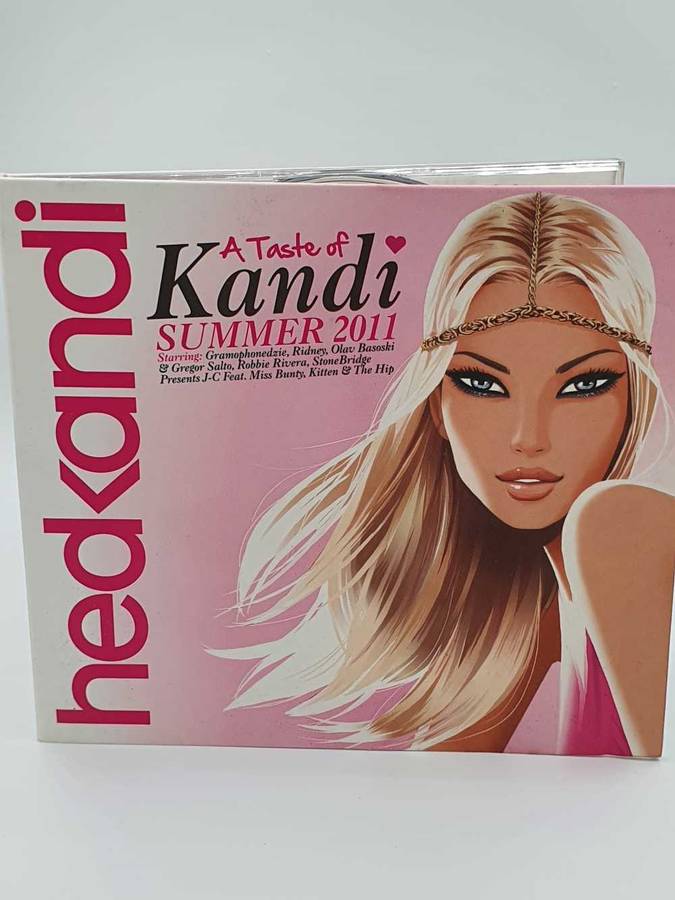 hedkandi
A Taste of
Kandi
SUMMER 2011
Starring: Gramophonedzie, Ridney, Olav Basoski
& Gregor Salto, Robbie Rivera, StoneBridge
Presents J-C Feat. Miss Bunty, Kitten & The Hip